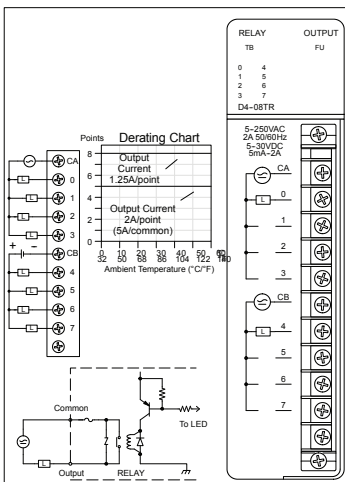 RELAY OUTPUT
TB FU
0 4
1 5
2 6
3 7
D4-08TR
5-250VAC
2A 50/60Hz
5-30VDC
5mA-2A
CA
L 0
1
2
3
CB
L 4
5
6
7
Points Derating Chart
8
6
4
2
0
Output
Current
1.25A/point
Output Current
2A/point
(5A/common)
0 10 20 30 40 50 60
32 50 68 86 104 122 140
Ambient Temperature (°C/°F)
CA
L 0
L 1
L 2
L 3
+ -
CB
L 4
L 5
L 6
L 7
Common
To LED
L
Output RELAY